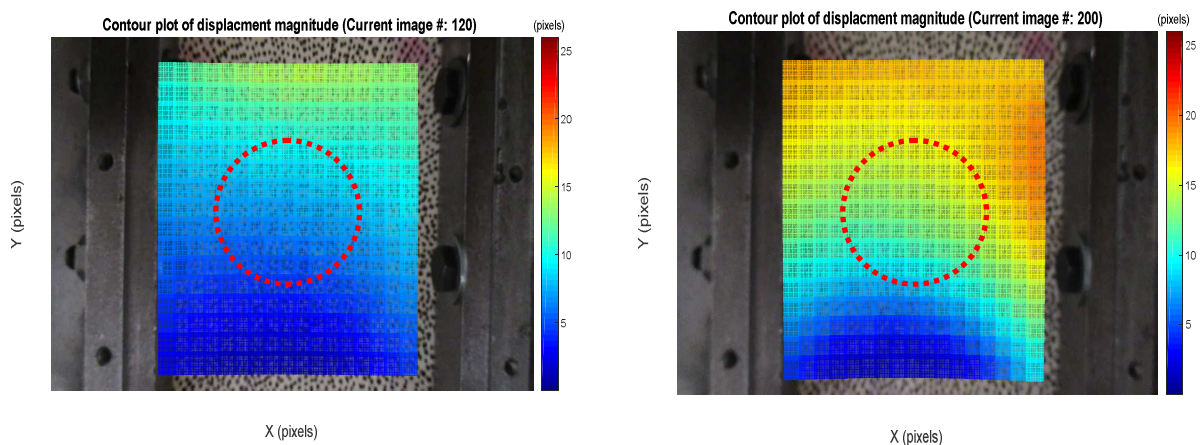 Contour plot of displacment magnitude (Current image #: 120)
(pixels)
25
20
15
10
5
Y (pixels)
X (pixels)
Contour plot of displacment magnitude (Current image #: 200)
(pixels)
25
20
15
10
5
Y (pixels)
X (pixels)